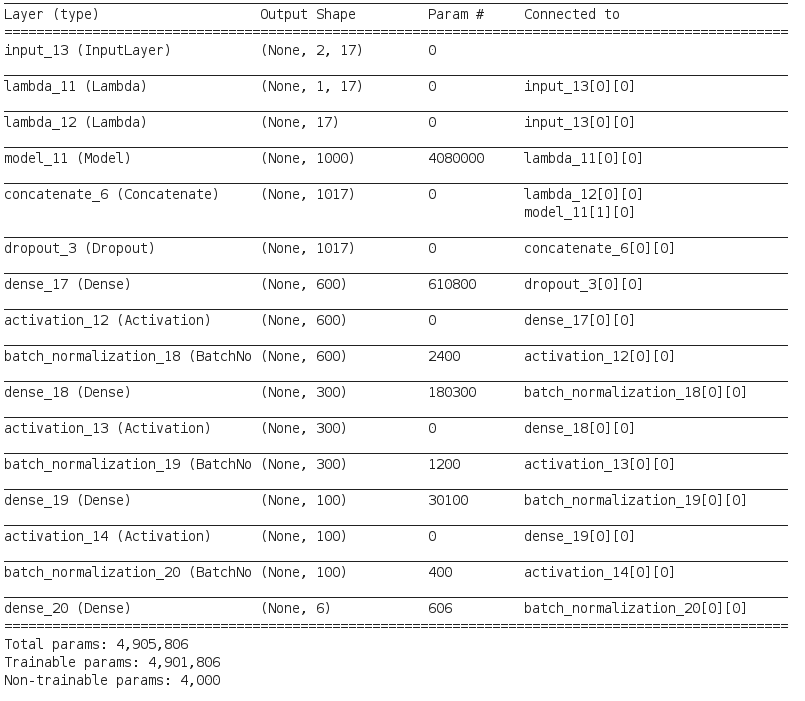 Layer (type) Output Shape Param # Connected to
====================================================================================================
input_13 (InputLayer) (None, 2, 17) 0
lambda_11 (Lambda) (None, 1, 17) 0 input_13[0][0]
lambda_12 (Lambda) (None, 17) 0 input_13[0][0]
model_11 (Model) (None, 1000) 4080000 lambda_11[0][0]
concatenate_6 (Concatenate) (None, 1017) 0 lambda_12[0][0]
model_11[1][0]
dropout_3 (Dropout) (None, 1017) 0 concatenate_6[0][0]
dense_17 (Dense) (None, 600) 610800 dropout_3[0][0]
activation_12 (Activation) (None, 600) 0 dense_17[0][0]
batch_normalization_18 (BatchNo (None, 600) 2400 activation_12[0][0]
dense_18 (Dense) (None, 300) 180300 batch_normalization_18[0][0]
activation_13 (Activation) (None, 300) 0 dense_18[0][0]
batch_normalization_19 (BatchNo (None, 300) 1200 activation_13[0][0]
dense_19 (Dense) (None, 100) 30100 batch_normalization_19[0][0]
activation_14 (Activation) (None, 100) 0 dense_19[0][0]
batch_normalization_20 (BatchNo (None, 100) 400 activation_14[0][0]
dense_20 (Dense) (None, 6) 606 batch_normalization_20[0][0]
====================================================================================================
Total params: 4,905,806
Trainable params: 4,901,806
Non-trainable params: 4,000